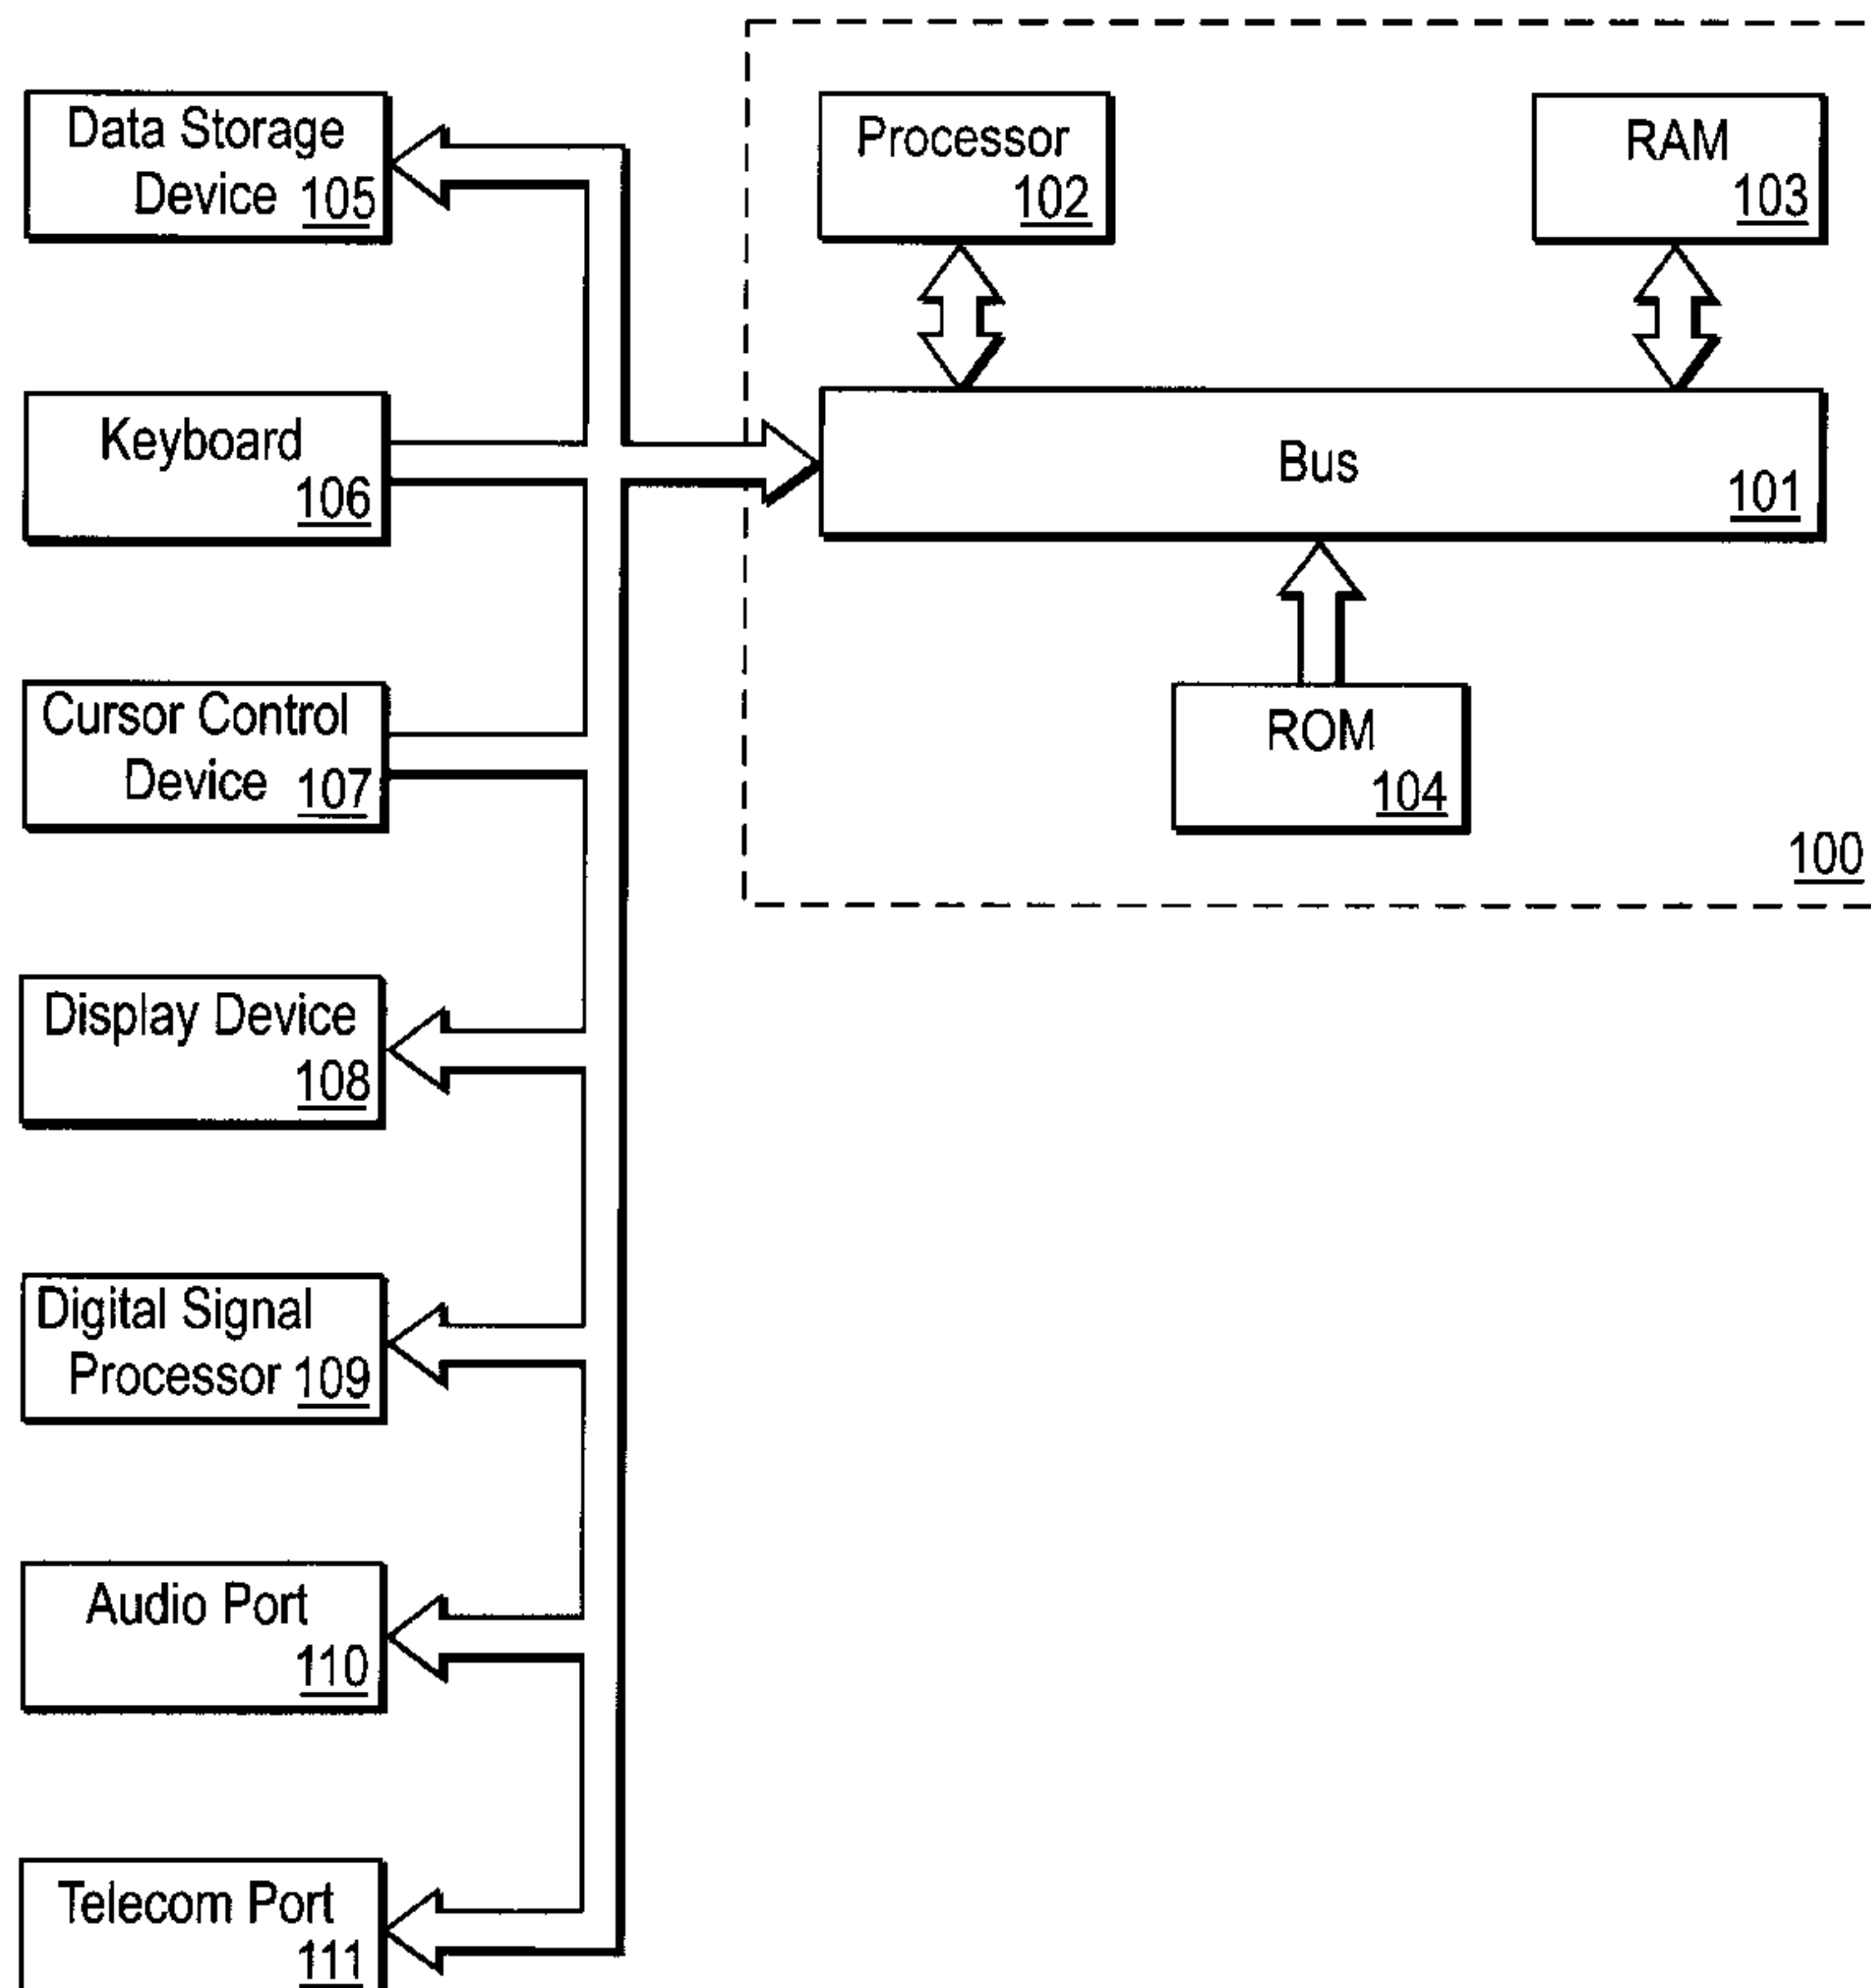 Data Storage
Device 105
Processor
102
RAM
103
Keyboard
106
Bus
101
Cursor Control
Device 107
ROM
104
100
Display Device
108
Digital Signal
Processor 109
Audio Port
110
Telecom Port
111